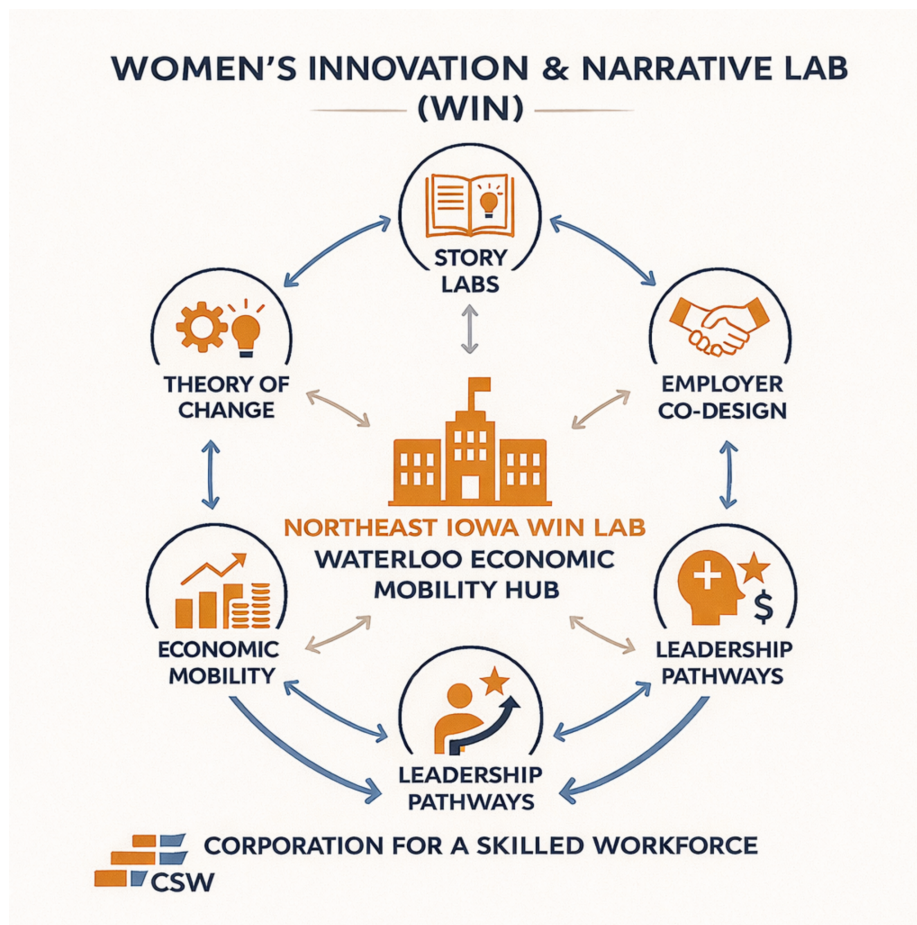 WOMEN'S INNOVATION & NARRATIVE LAB
(WIN)
STORY
LABS
THEORY OF
CHANGE
EMPLOYER
CO-DESIGN
NORTHEAST IOWA WIN LAB
WATERLOO ECONOMIC
MOBILITY HUB
$
ECONOMIC
MOBILITY
LEADERSHIP
PATHWAYS
LEADERSHIP
PATHWAYS
CORPORATION FOR A SKILLED WORKFORCE
CSW